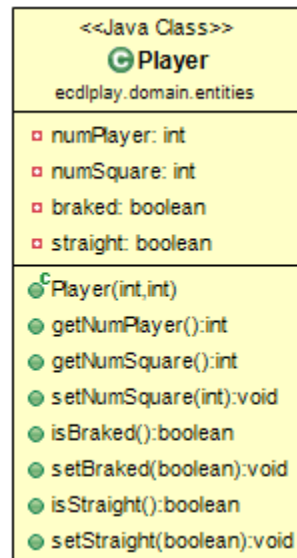 <<Java Class>>
Player
ecdlplay.domain.entities
numPlayer: int
numSquare: int
braked: boolean
straight: boolean
Player(int,int)
getNumPlayer():int
getNumSquare():int
setNumSquare(int):void
isBraked():boolean
setBraked(boolean):void
isStraight():boolean
setStraight(boolean):void